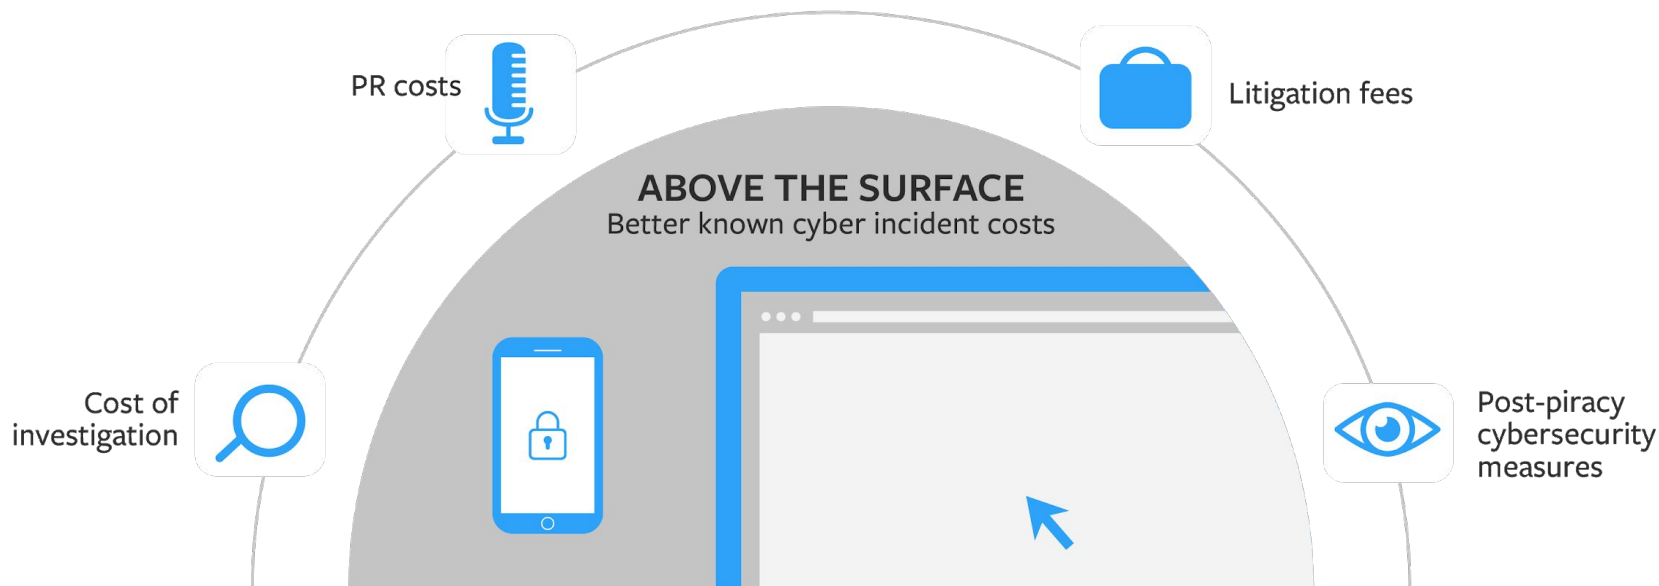 PR costs
Litigation fees
ABOVE THE SURFACE
Better known cyber incident costs
Cost of
investigation
Post-piracy
cybersecurity
measures